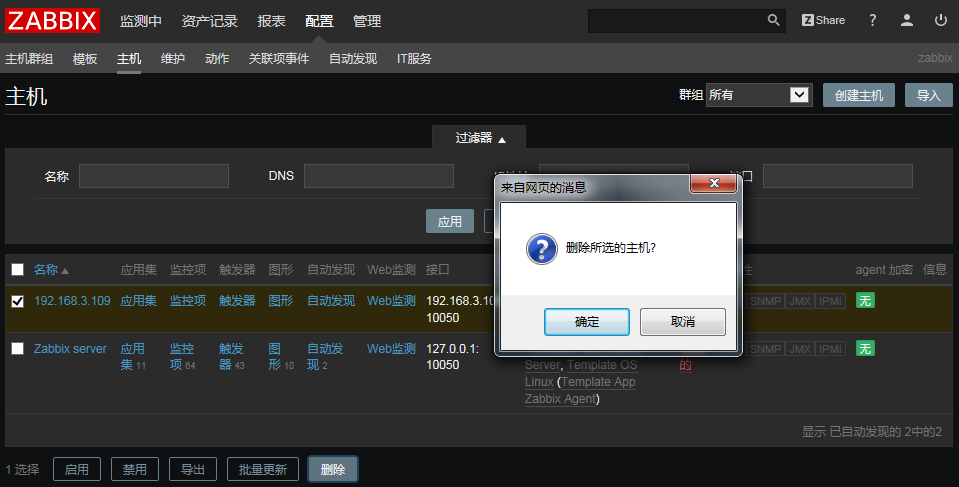 ZABBIX 监测中 资产记录 报表 配置 管理 Z Share ?
主机群组 模板 主机 维护 动作 关联项事件 自动发现 IT服务 zabbix
主机 群组 所有 创建主机 导入
过滤器
名称 DNS
来自网页的消息
应用
删除所选的主机?
确定 取消
名称 应用集 监控项 触发器 图形 自动发现 Web监测 接口 agent 加密 信息
192.168.3.109 应用集 监控项 触发器 图形 自动发现 Web监测 192.168.3.10 SNMP JMX IPMI 无
10050
Zabbix server 应用 监控 触发 图 自动发 Web监测 127.0.0.1: SNMP JMX IPMI 无
集 11 项 64 器 43 形 10 现 2 10050 Server, Template OS 的
Linux (Template App
Zabbix Agent)
显示 已自动发现的 2中的2
1 选择 启用 禁用 导出 批量更新 删除